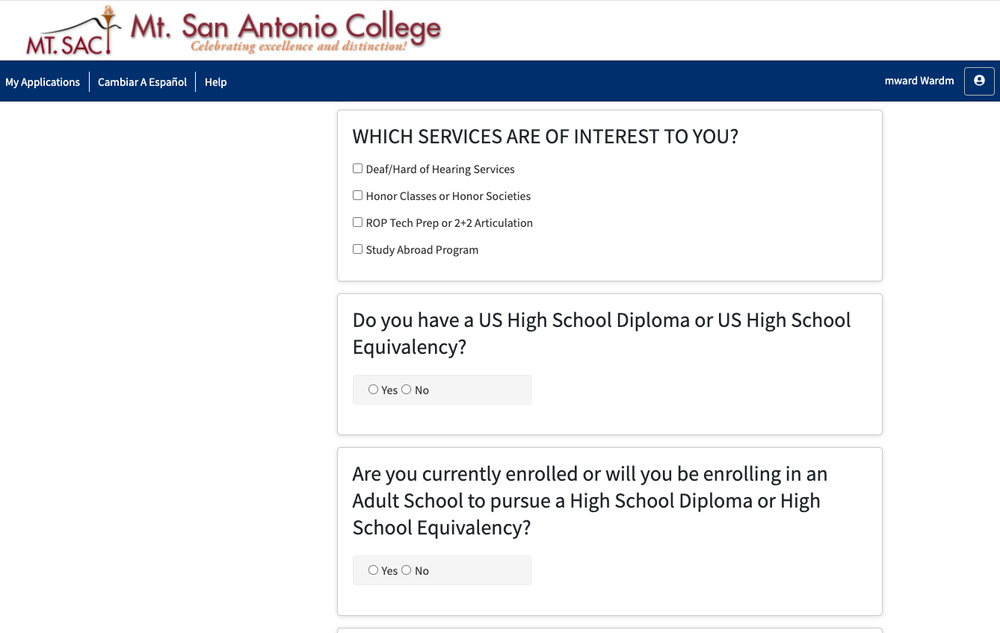 MT. SAC
Mt. San Antonio College
Celebrating excellence and distinction!
My Applications
Cambiar A Español
Help
mward Wardm
WHICH SERVICES ARE OF INTEREST TO YOU?
Deaf/Hard of Hearing Services
Honor Classes or Honor Societies
ROP Tech Prep or 2+2 Articulation
Study Abroad Program
Do you have a US High School Diploma or US High School
Equivalency?
Yes No
Are you currently enrolled or will you be enrolling in an
Adult School to pursue a High School Diploma or High
School Equivalency?
Yes No